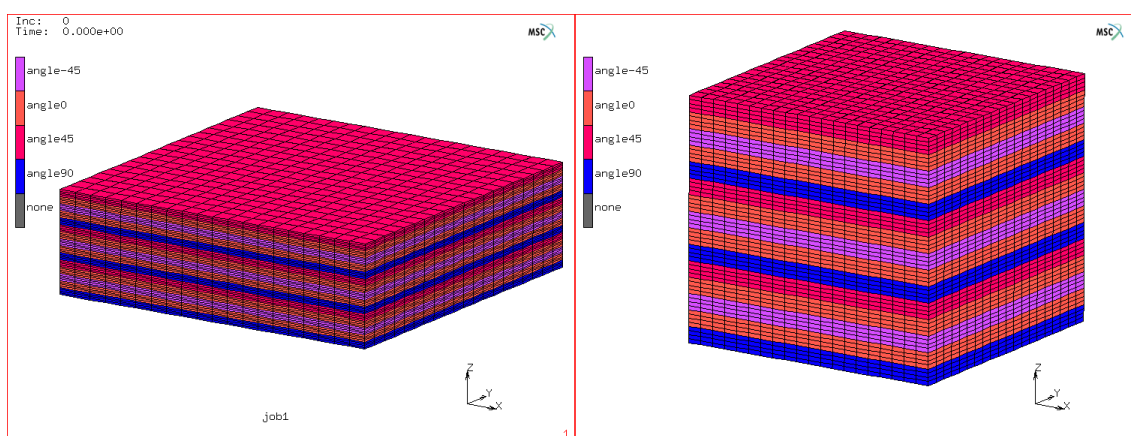 Inc: 0
Time: 0.000e+00
MSC
angle-45
angle0
angle45
angle90
none
Z
Y
X
job1
1
MSC
angle-45
angle0
angle45
angle90
none
Z
Y
X